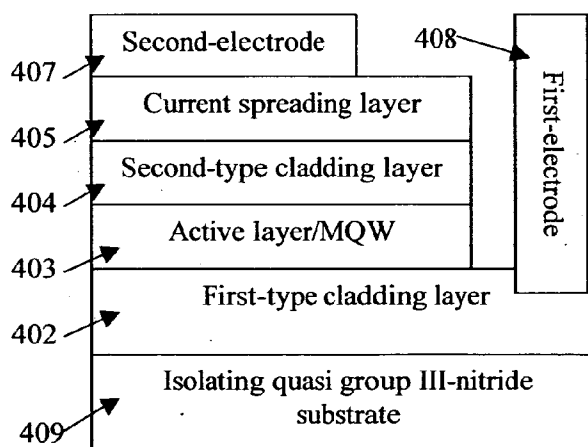 Second-electrode
407
408
Current spreading layer
405
Second-type cladding layer
404
Active layer/MQW
403
First-type cladding layer
402
Isolating quasi group III-nitride
substrate
409
First-electrode